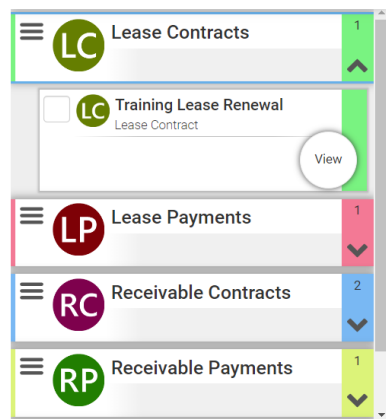 LC Lease Contracts 1
LC Training Lease Renewal
Lease Contract
View
LP Lease Payments 1
RC Receivable Contracts 2
RP Receivable Payments 1